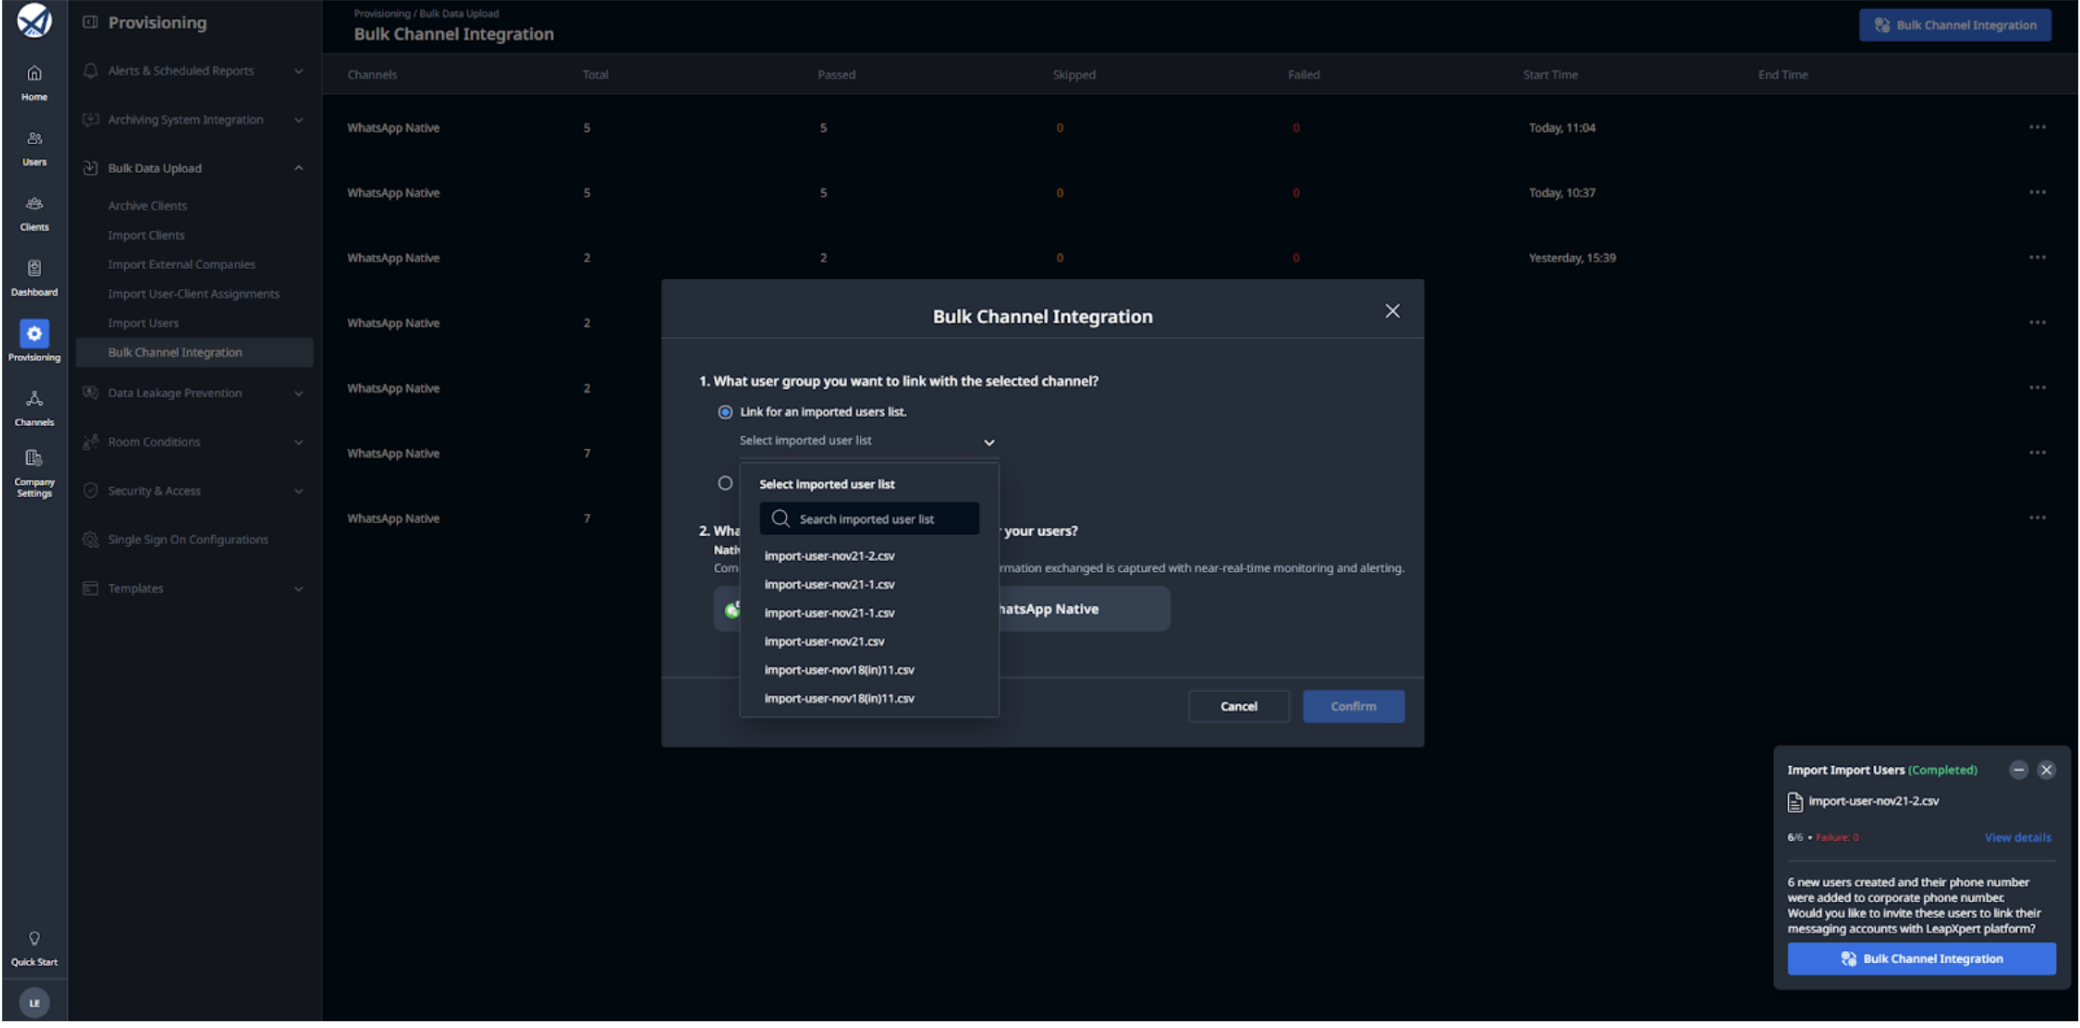 Home
Users
Clients
Dashboard
Provisioning
Channels
Company
Settings
Quick Start
LE
Provisioning
Alerts & Scheduled Reports
Archiving System Integration
Bulk Data Upload
Archive Clients
Import Clients
Import External Companies
Import User-Client Assignments
Import Users
Bulk Channel Integration
Data Leakage Prevention
Room Conditions
Security & Access
Single Sign On Configurations
Templates
Provisioning / Bulk Data Upload
Bulk Channel Integration
Bulk Channel Integration
Channels Total Passed Skipped Failed Start Time End Time
WhatsApp Native 5 5 0 0 Today, 11:04
WhatsApp Native 5 5 0 0 Today, 10:37
WhatsApp Native 2 2 0 0 Yesterday, 15:39
WhatsApp Native 2
WhatsApp Native 2
WhatsApp Native 7
WhatsApp Native 7
Bulk Channel Integration
1. What user group you want to link with the selected channel?
Link for an imported users list.
Select imported user list
Select imported user list
Search imported user list
import-user-nov21-2.csv
import-user-nov21-1.csv
import-user-nov21-1.csv
import-user-nov21.csv
import-user-nov18(in)11.csv
import-user-nov18(in)11.csv
2. Wha your users?
Nati
Com rmation exchanged is captured with near-real-time monitoring and alerting.
hatsApp Native
Cancel
Confirm
Import Import Users (Completed)
import-user-nov21-2.csv
6/6 • Failure: 0
View details
6 new users created and their phone number
were added to corporate phone number.
Would you like to invite these users to link their
messaging accounts with LeapXpert platform?
Bulk Channel Integration